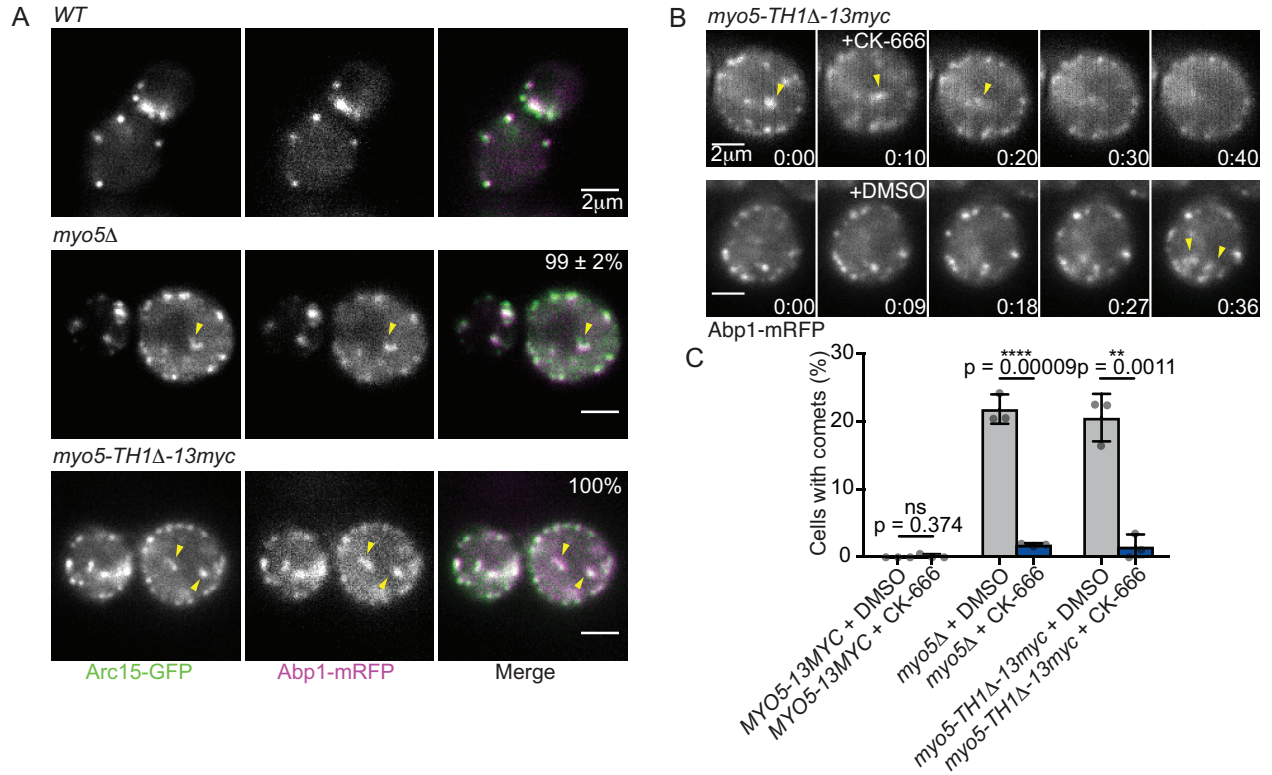 A
WT
2μm
myo5Δ
99 ± 2%
myo5-TH1Δ-13myc
100%
Arc15-GFP
Abp1-mRFP
Merge
B
myo5-TH1Δ-13myc
+CK-666
2μm
0:00
0:10
0:20
0:30
0:40
+DMSO
0:00
0:09
0:18
0:27
0:36
Abp1-mRFP
C
Cells with comets (%)
30
20
10
0
ns
p = 0.374
****
p = 0.00009
**
p = 0.0011
MYO5-13MYC + DMSO
MYO5-13MYC + CK-666
myo5Δ + DMSO
myo5Δ + CK-666
myo5-TH1Δ-13myc + DMSO
myo5-TH1Δ-13myc + CK-666